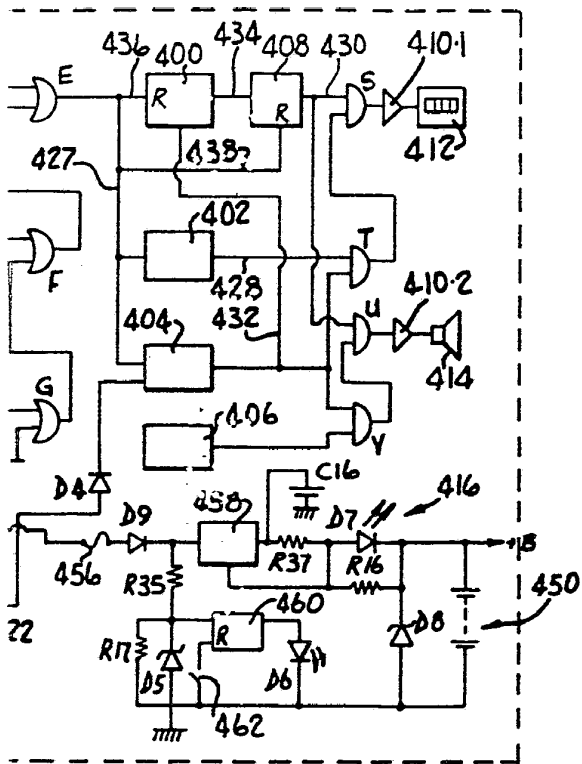 436
400
434
408
430
410.1
E
R
R
S
412
427
438
402
T
F
428
410.2
404
432
U
414
G
406
V
D4
C16
D9
458
D7
416
+B
456
R37
R16
R35
450
22
460
R
D8
R17
D5
D6
462